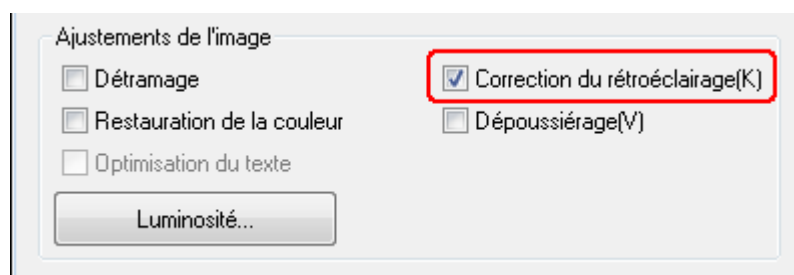 Ajustements de l'image
Détramage
Correction du rétroéclairage(K)
Restauration de la couleur
Dépoussiérage(V)
Optimisation du texte
Luminosité...